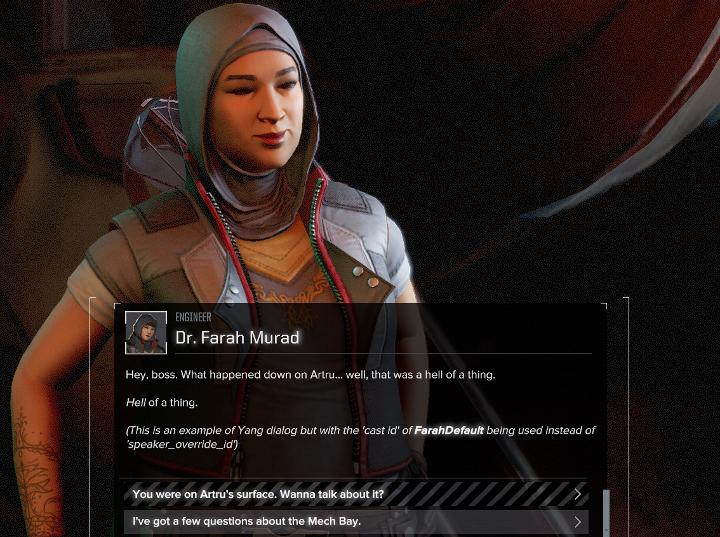 ENGINEER
Dr. Farah Murad
Hey, boss. What happened down on Artru... well, that was a hell of a thing.
Hell of a thing.
(This is an example of Yang dialog but with the 'cast id' of FarahDefault being used instead of
'speaker_override_id')
You were on Artru's surface. Wanna talk about it?
I've got a few questions about the Mech Bay.